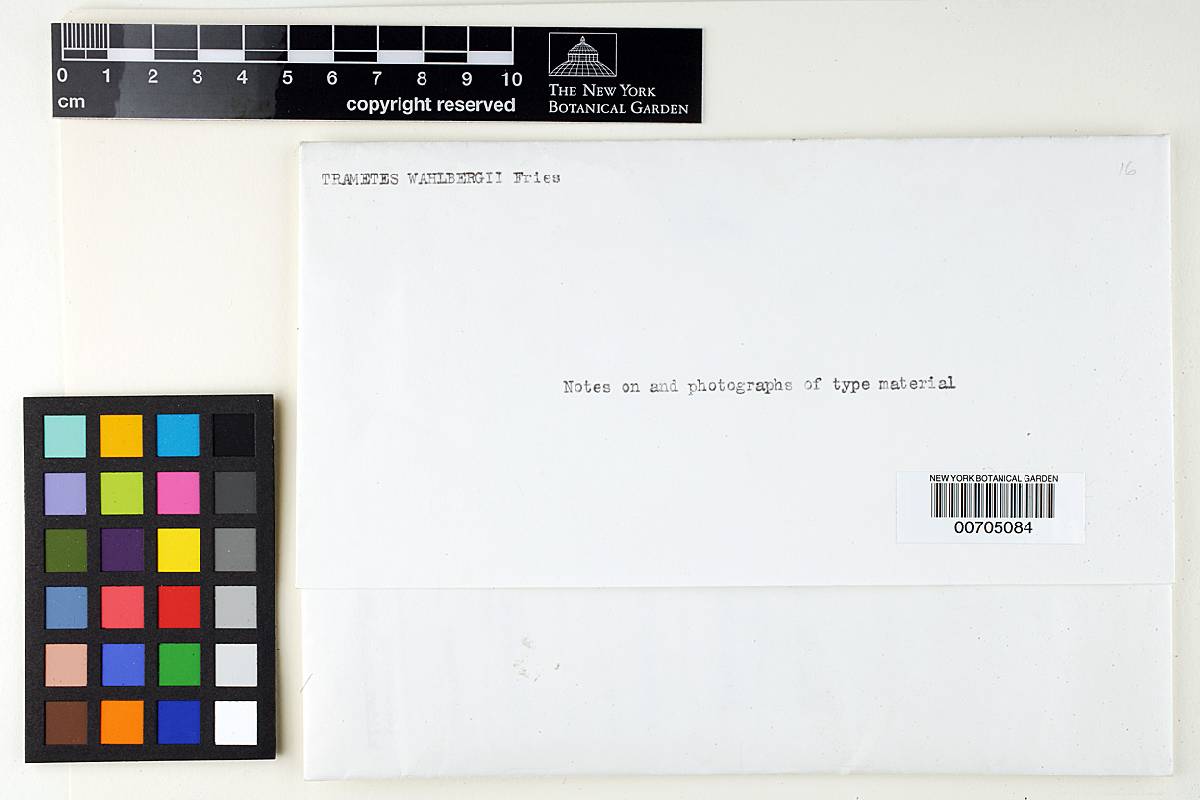 0 1 2 3 4 5 6 7 8 9 10
cm
copyright reserved
THE NEW YORK
BOTANICAL GARDEN
TRAMETES WAHLBERGII Fries
16
Notes on and photographs of type material
NEW YORK BOTANICAL GARDEN
00705084